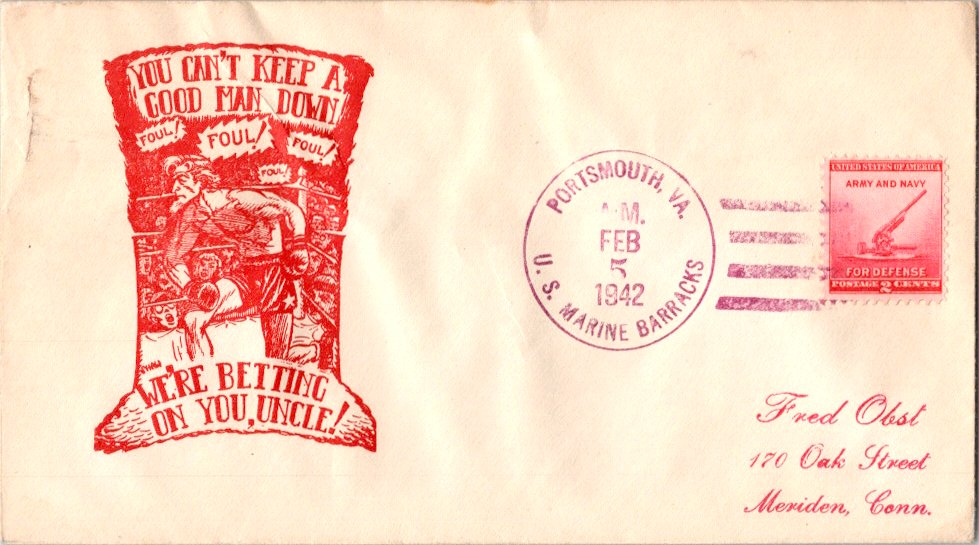 YOU CAN'T KEEP A
GOOD MAN DOWN!
FOUL!
FOUL!
FOUL!
FOUL!
WE'RE BETTING
ON YOU, UNCLE!
PORTSMOUTH, VA.
A.M.
FEB
5
1942
U. S. MARINE BARRACKS
UNITED STATES OF AMERICA
ARMY AND NAVY
FOR DEFENSE
POSTAGE 2 CENTS
Fred Obst
170 Oak Street
Meriden, Conn.